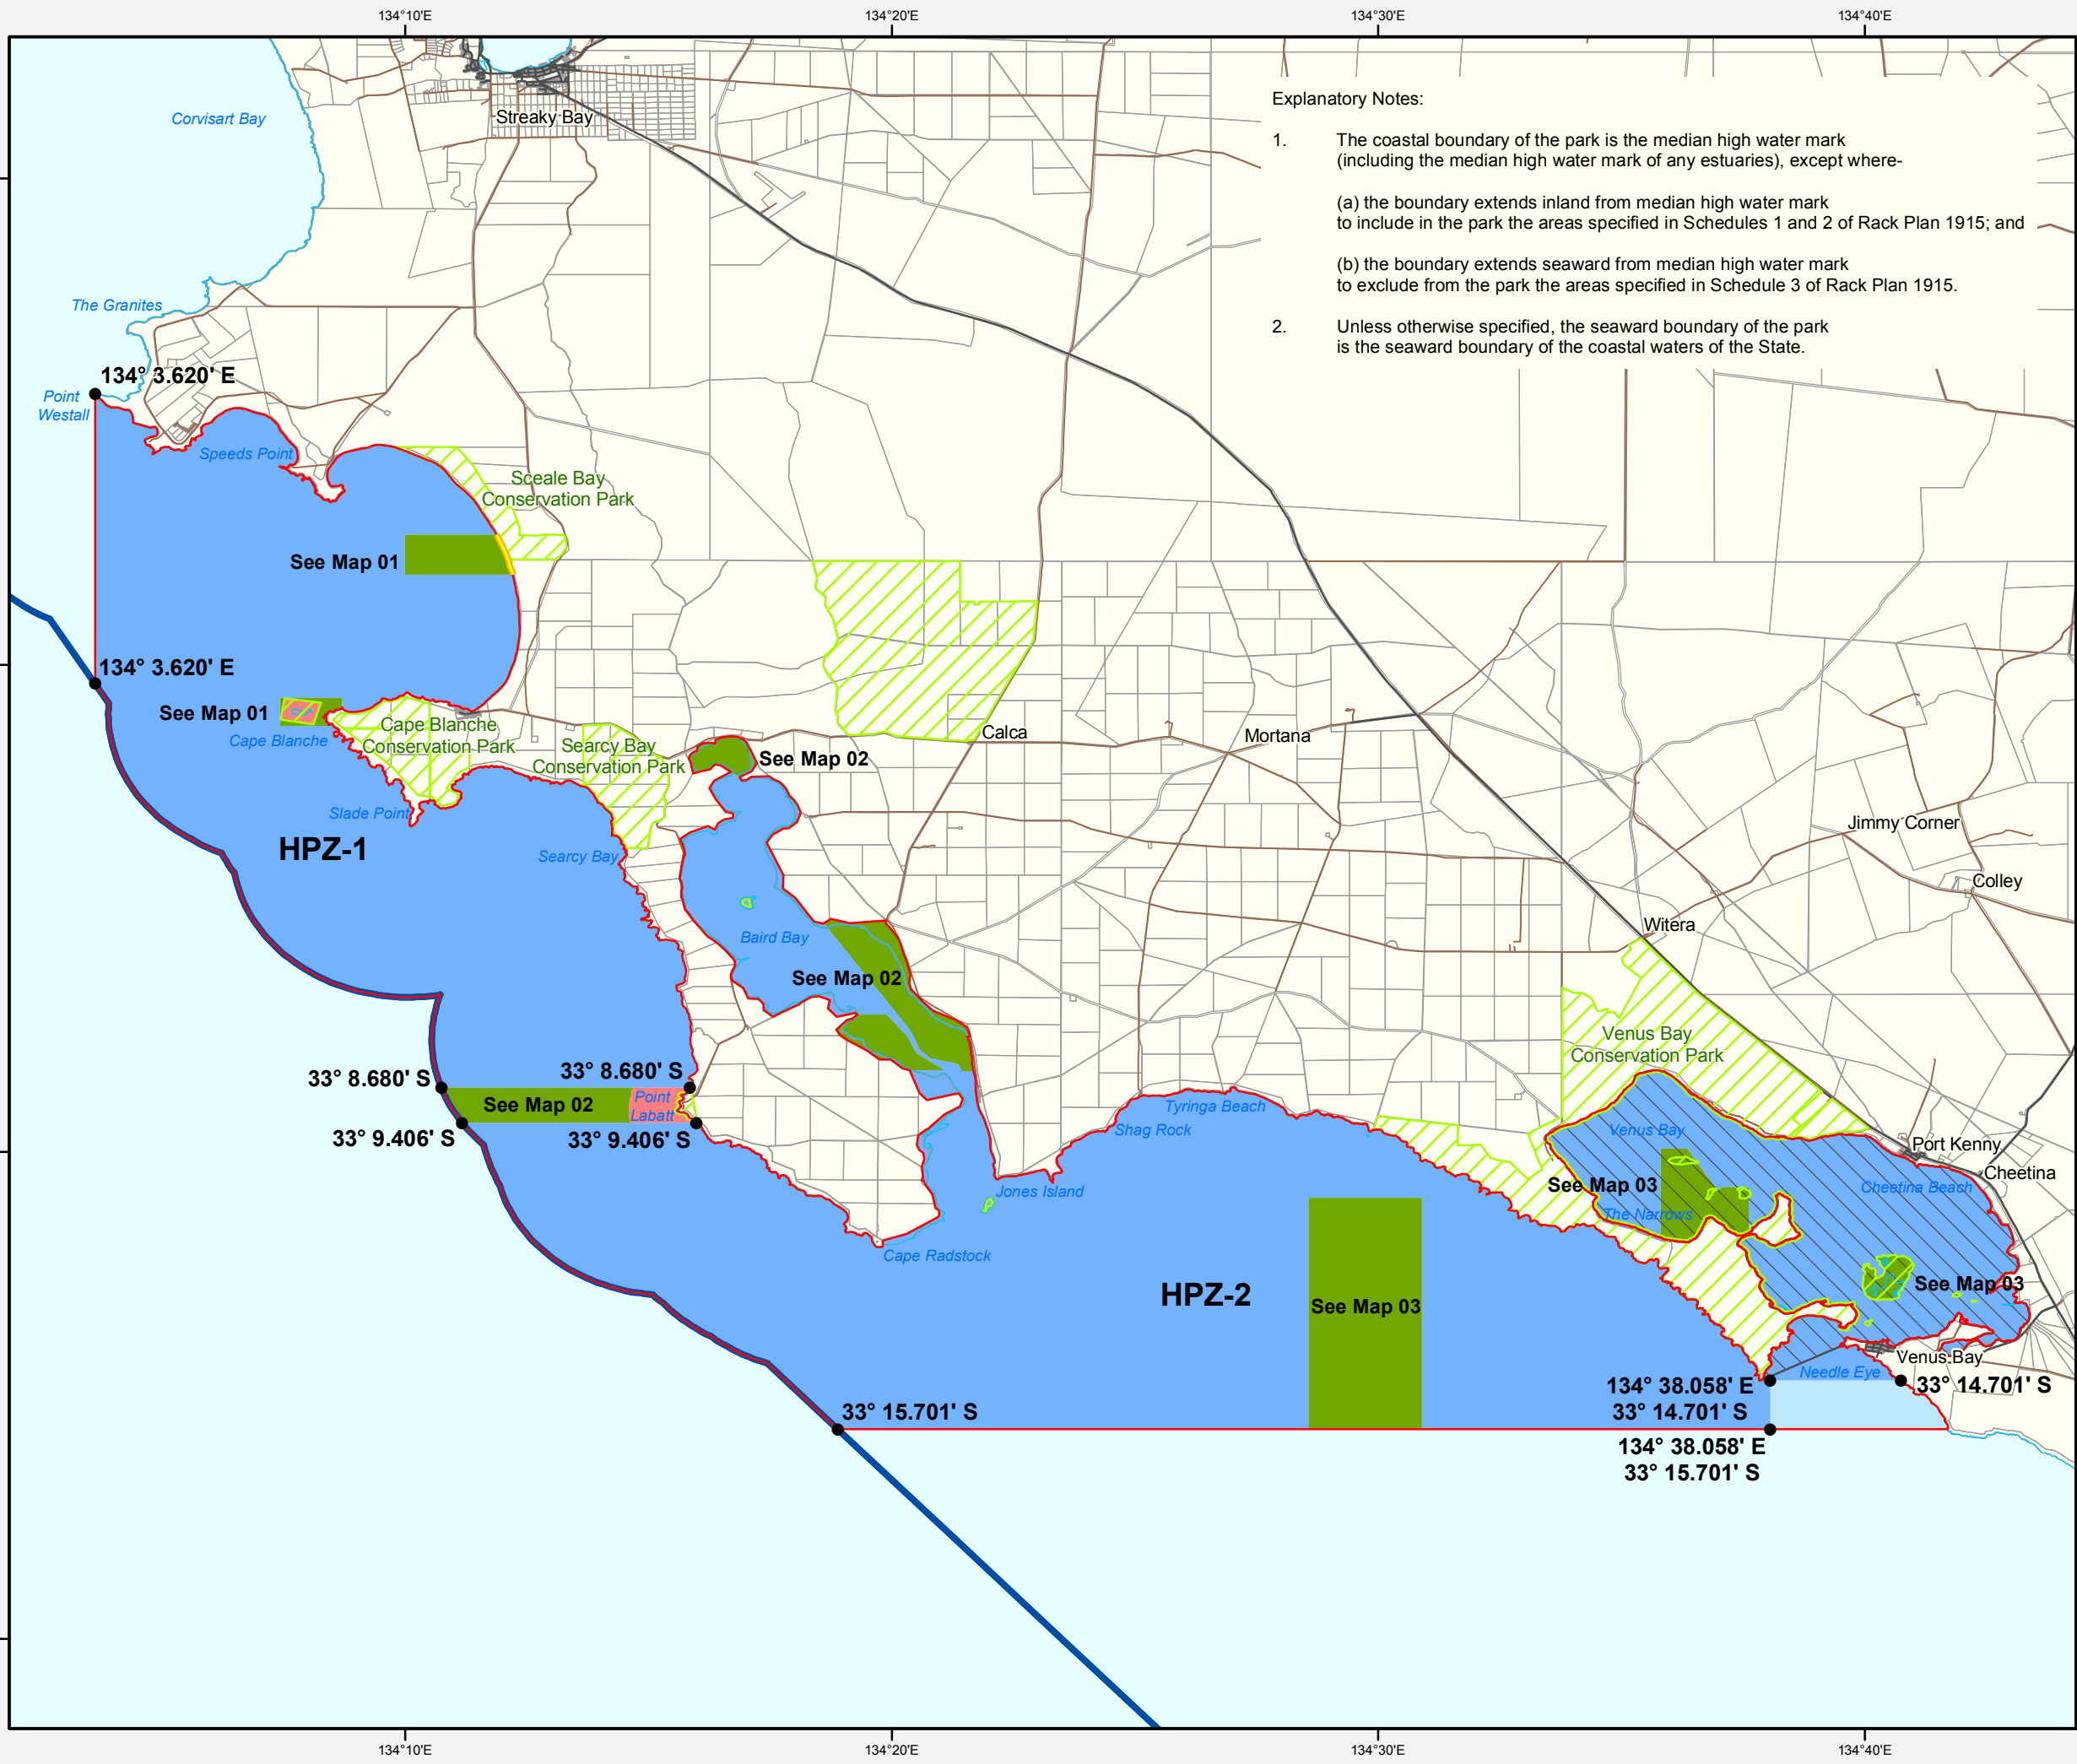 134°10'E
134°20'E
134°30'E
134°40'E
Corvisart Bay
Streaky Bay
Explanatory Notes:
1. The coastal boundary of the park is the median high water mark
(including the median high water mark of any estuaries), except where-
(a) the boundary extends inland from median high water mark
to include in the park the areas specified in Schedules 1 and 2 of Rack Plan 1915; and
(b) the boundary extends seaward from median high water mark
to exclude from the park the areas specified in Schedule 3 of Rack Plan 1915.
2. Unless otherwise specified, the seaward boundary of the park
is the seaward boundary of the coastal waters of the State.
The Granites
134° 3.620' E
Point
Westall
Speeds Point
Sceale Bay
Conservation Park
See Map 01
134° 3.620' E
See Map 01
Cape Blanche
Cape Blanche
Conservation Park
Searcy Bay
Conservation Park
See Map 02
Calca
Mortana
Slade Point
HPZ-1
Searcy Bay
Jimmy Corner
Colley
Witera
Baird Bay
See Map 02
Venus Bay
Conservation Park
33° 8.680' S
33° 8.680' S
See Map 02
Point
Labatt
33° 9.406' S
33° 9.406' S
Tyringa Beach
Shag Rock
Venus Bay
Port Kenny
Cheetina
See Map 03
Cheetina Beach
Jones Island
The Narrows
Cape Radstock
HPZ-2
See Map 03
See Map 03
Venus Bay
Needle Eye
134° 38.058' E
33° 14.701' S
33° 14.701' S
33° 15.701' S
134° 38.058' E
33° 15.701' S
134°10'E
134°20'E
134°30'E
134°40'E